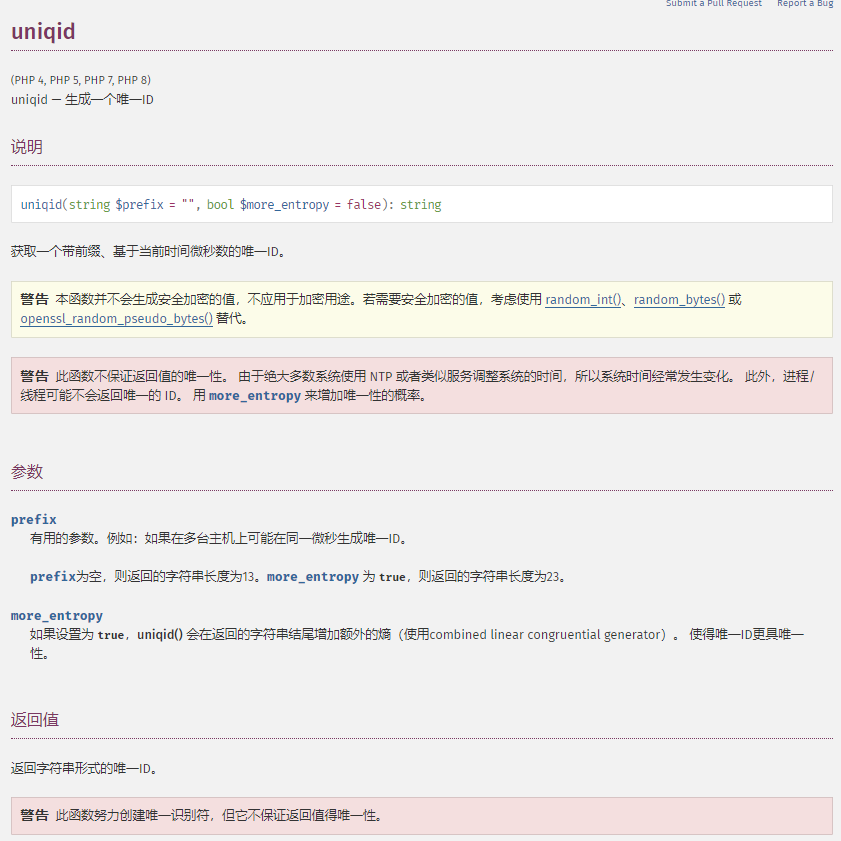 Submit a Pull Request Report a Bug
uniqid
(PHP 4, PHP 5, PHP 7, PHP 8)
uniqid — 生成一个唯一ID
说明
uniqid(string $prefix = "", bool $more_entropy = false): string
获取一个带前缀、基于当前时间微秒数的唯一ID。
警告 本函数并不会生成安全加密的值，不应用于加密用途。若需要安全加密的值，考虑使用 random_int()、random_bytes() 或
openssl_random_pseudo_bytes() 替代。
警告 此函数不保证返回值的唯一性。 由于绝大多数系统使用 NTP 或者类似服务调整系统的时间，所以系统时间经常发生变化。 此外，进程/
线程可能不会返回唯一的 ID。 用 more_entropy 来增加唯一性的概率。
参数
prefix
有用的参数。例如：如果在多台主机上可能在同一微秒生成唯一ID。
prefix为空，则返回的字符串长度为13。more_entropy 为 true，则返回的字符串长度为23。
more_entropy
如果设置为 true，uniqid() 会在返回的字符串结尾增加额外的熵（使用combined linear congruential generator）。 使得唯一ID更具唯一
性。
返回值
返回字符串形式的唯一ID。
警告 此函数努力创建唯一识别符，但它不保证返回值得唯一性。